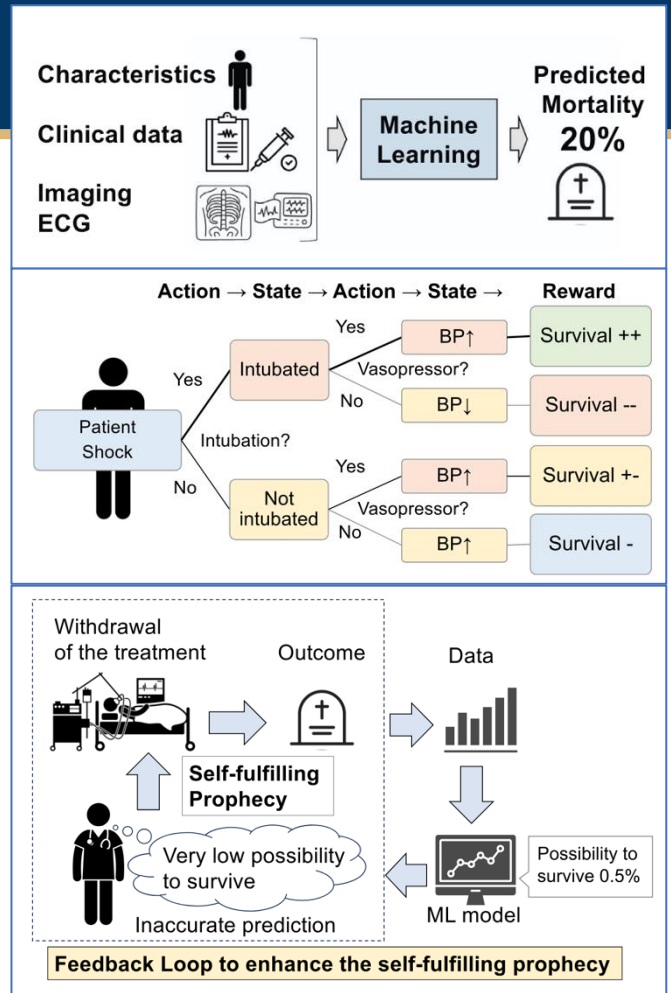 Characteristics
Clinical data
Imaging
ECG
Machine
Learning
Predicted
Mortality
20%
Action → State → Action → State → Reward
Patient
Shock
Intubation?
Yes
No
Intubated
Not
intubated
Yes
Vasopressor?
No
Yes
Vasopressor?
No
BP↑
BP↓
BP↑
BP↑
Survival ++
Survival --
Survival +-
Survival -
Withdrawal
of the treatment
Outcome
Data
Self-fulfilling
Prophecy
Very low possibility
to survive
Inaccurate prediction
ML model
Possibility to
survive 0.5%
Feedback Loop to enhance the self-fulfilling prophecy